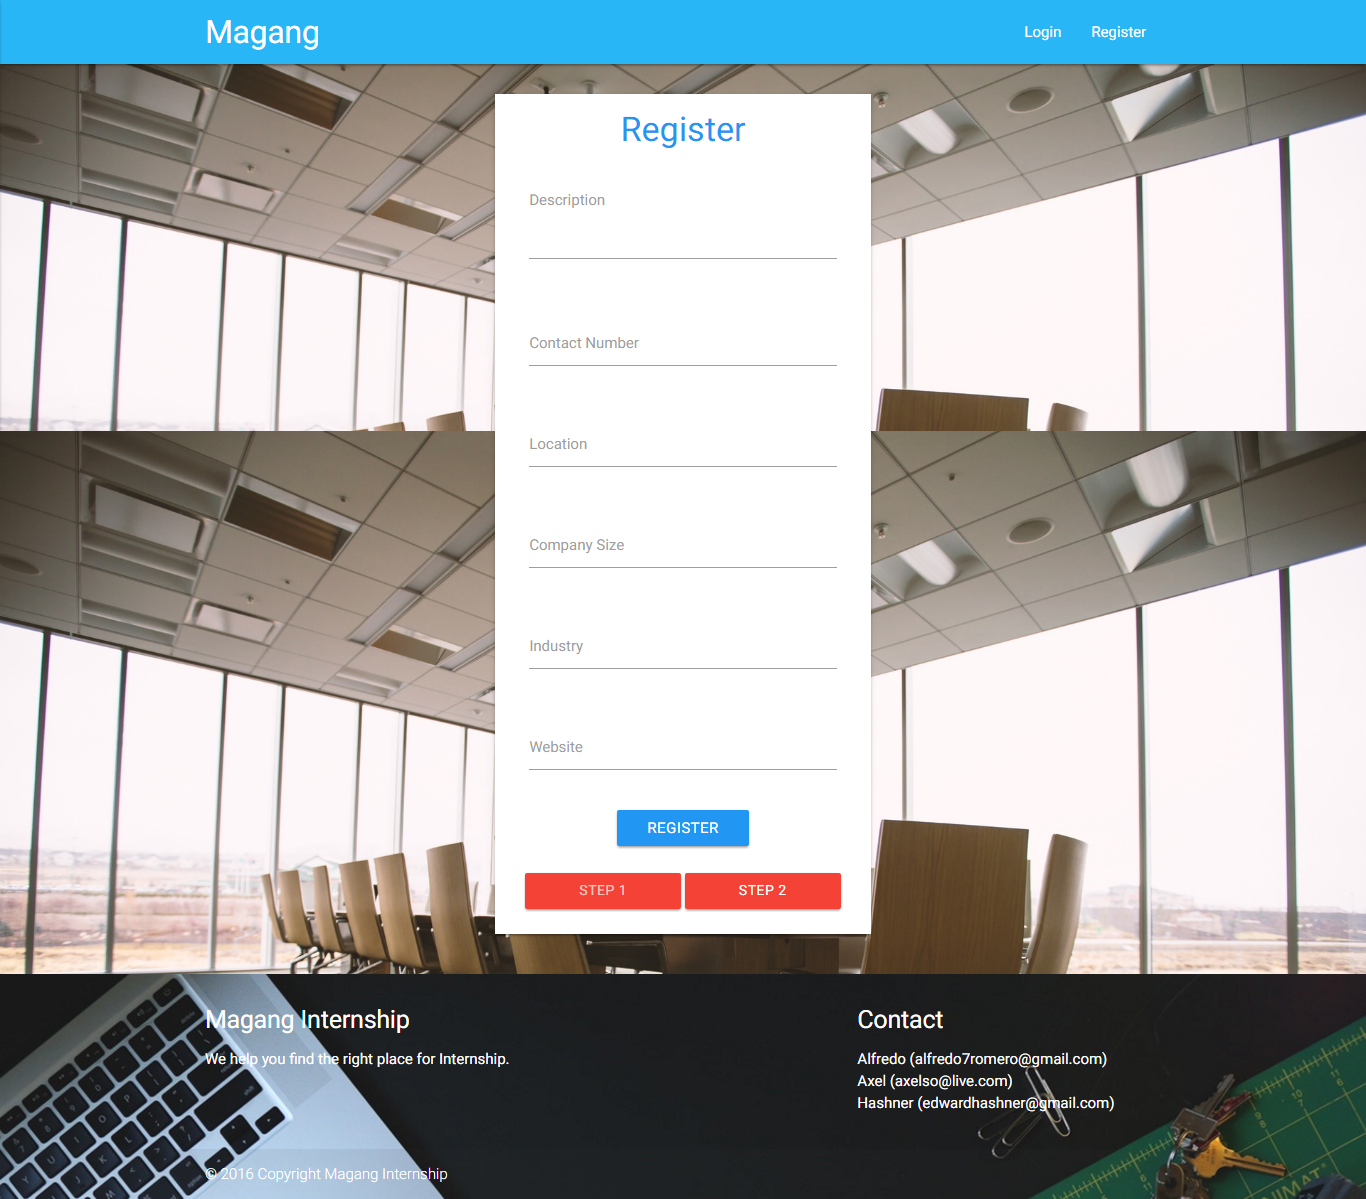 Magang
Login
Register
Register
Description
Contact Number
Location
Company Size
Industry
Website
REGISTER
STEP 1
STEP 2
Magang Internship
We help you find the right place for Internship.
Contact
Alfredo (alfredo7romero@gmail.com)
Axel (axelso@live.com)
Hashner (edwardhashner@gmail.com)
© 2016 Copyright Magang Internship